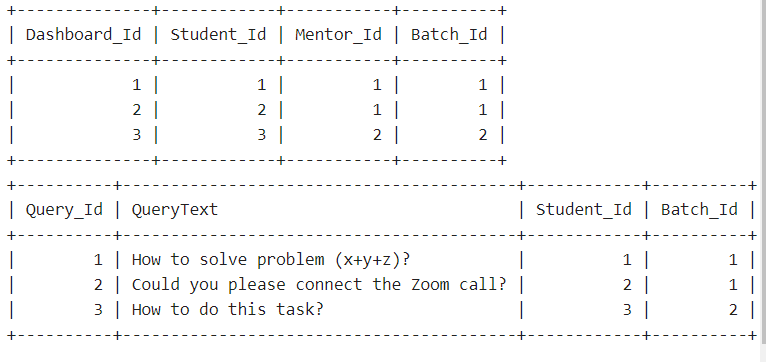 +--------------+------------+-----------+----------+
| Dashboard_Id | Student_Id | Mentor_Id | Batch_Id |
+--------------+------------+-----------+----------+
|            1 |          1 |         1 |        1 |
|            2 |          2 |         1 |        1 |
|            3 |          3 |         2 |        2 |
+--------------+------------+-----------+----------+
+----------+----------------------------------------+------------+----------+
| Query_Id | QueryText                              | Student_Id | Batch_Id |
+----------+----------------------------------------+------------+----------+
|        1 | How to solve problem (x+y+z)?          |          1 |        1 |
|        2 | Could you please connect the Zoom call? |          2 |        1 |
|        3 | How to do this task?                   |          3 |        2 |
+----------+----------------------------------------+------------+----------+